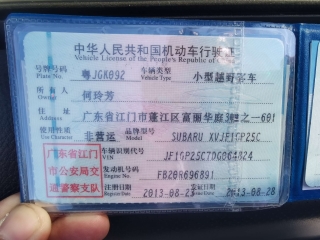 中华人民共和国机动车行驶证
Vehicle License of the People's Republic of
号牌号码 粤JGK092 车辆类型 小型越野客车
Plate No. Vehicle Type
所有人 何玲芳
Owner
住址 广东省江门市蓬江区富丽华庭3幢之一601
Address
使用性质 非营运 品牌型号 SUBARU XVJF1GP25C
Use Character Model
广东省江门市公安局交通警察支队
车辆识别代号 JF1GP25C7DG064824
VIN
发动机号码 FB20R696891
Engine No.
注册日期 2013-08-23 发证日期 2013-08-28
Register Date Issue Date